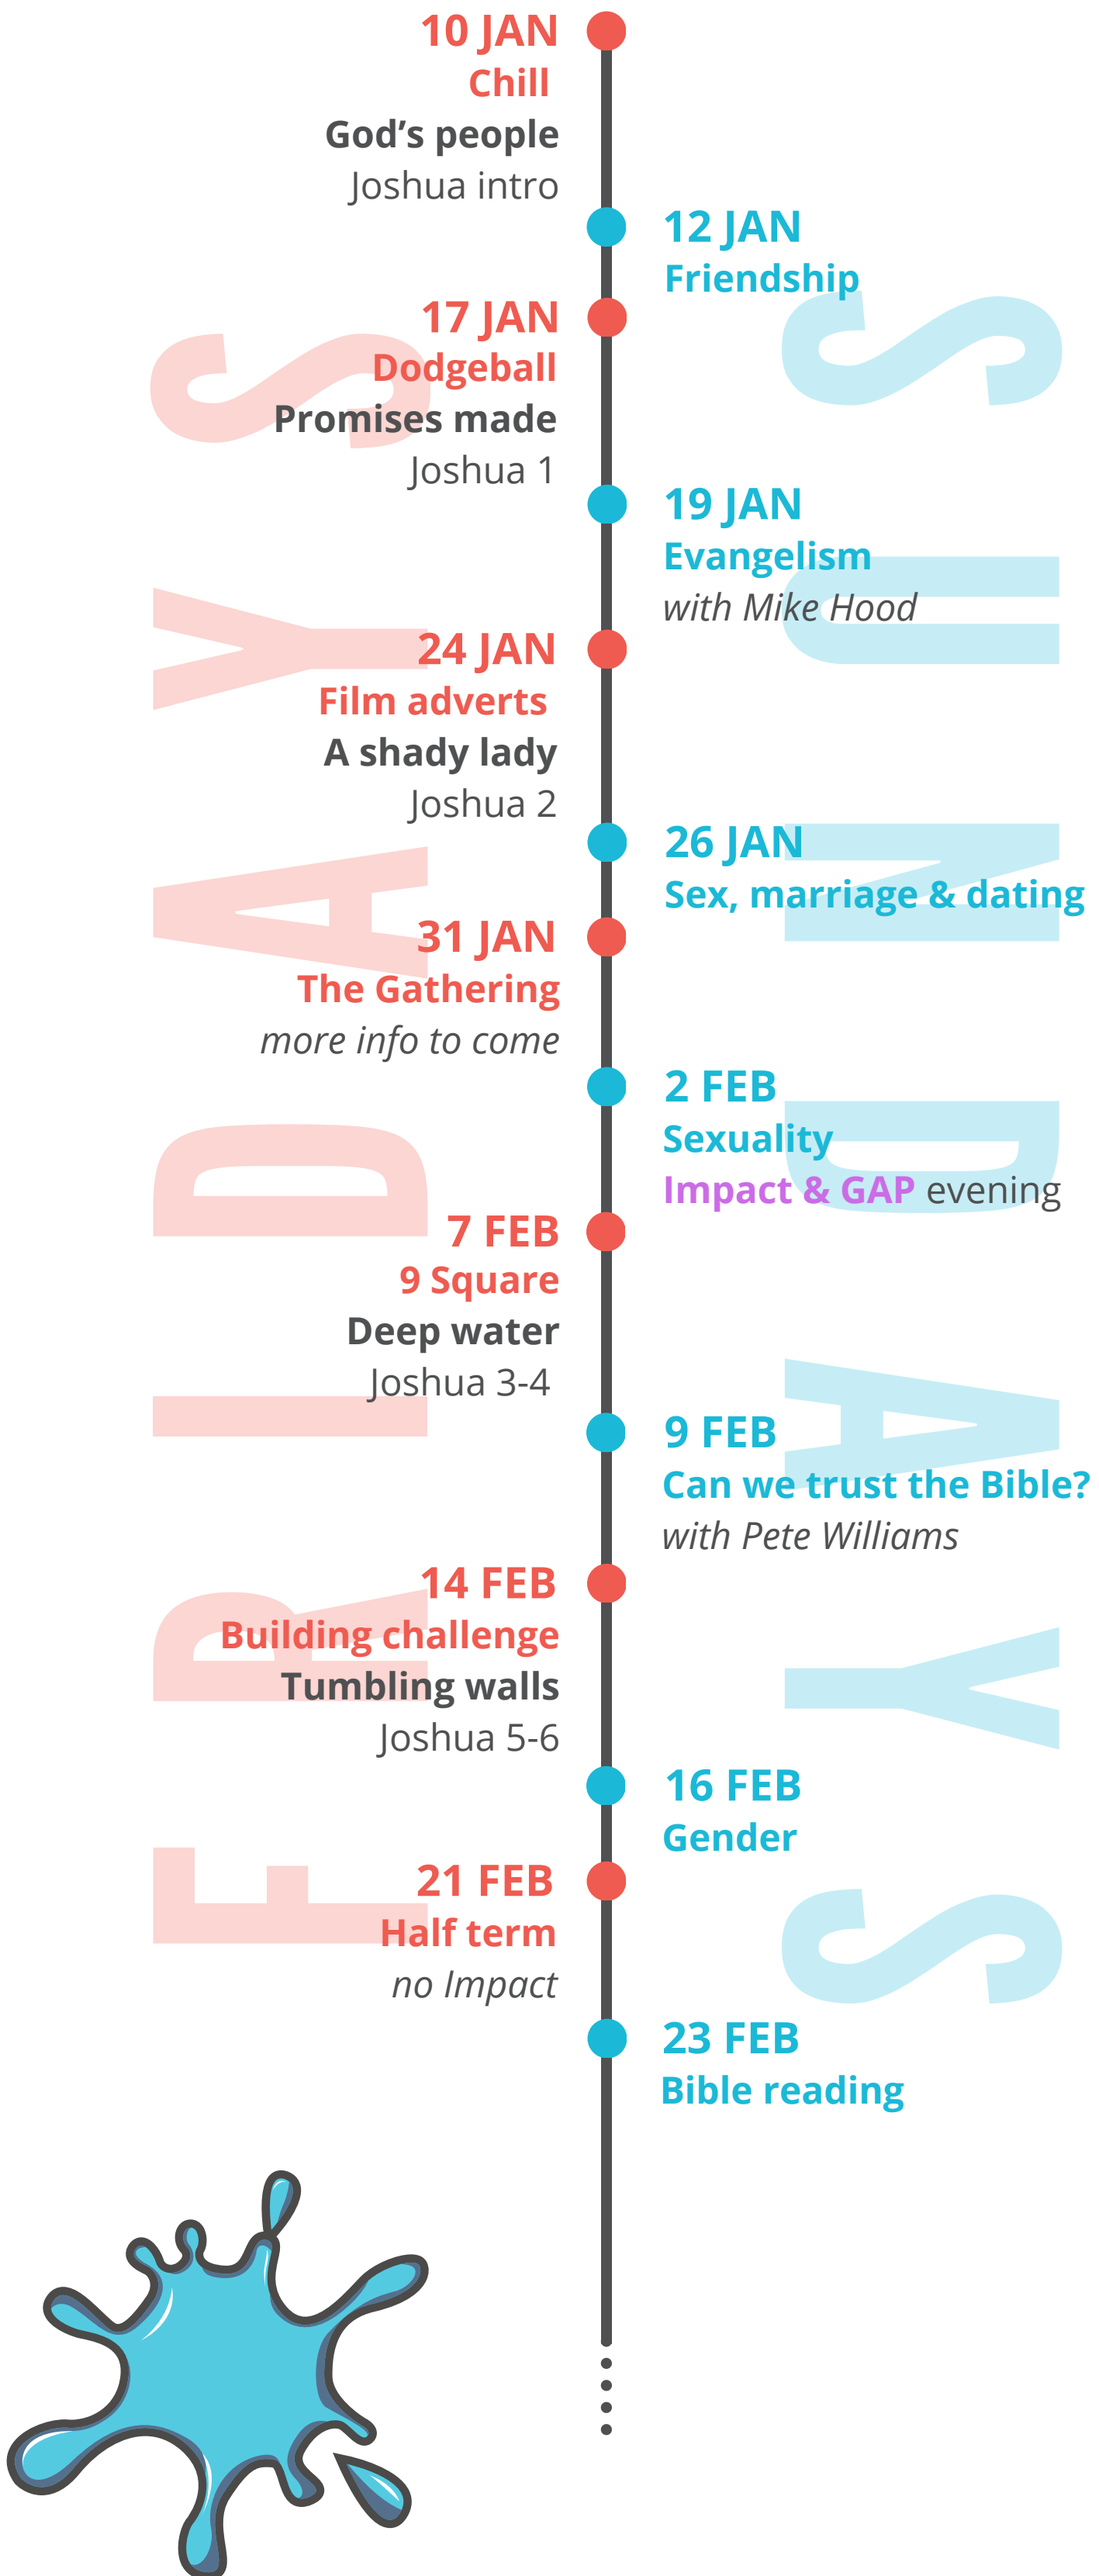 10 JAN
Chill
God's people
Joshua intro
12 JAN
Friendship
17 JAN
Dodgeball
Promises made
Joshua 1
19 JAN
Evangelism
with Mike Hood
24 JAN
Film adverts
A shady lady
Joshua 2
26 JAN
Sex, marriage & dating
31 JAN
The Gathering
more info to come
2 FEB
Sexuality
Impact & GAP evening
7 FEB
9 Square
Deep water
Joshua 3-4
9 FEB
Can we trust the Bible?
with Pete Williams
14 FEB
Building challenge
Tumbling walls
Joshua 5-6
16 FEB
Gender
21 FEB
Half term
no Impact
23 FEB
Bible reading
FRIDAYS
SUNDAYS